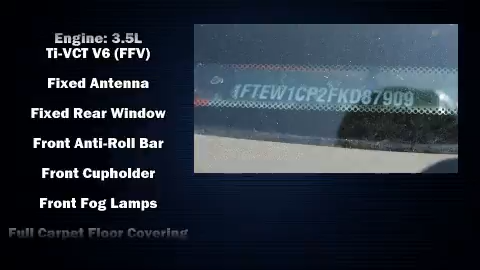 Engine: 3.5L
Ti-VCT V6 (FFV)
Fixed Antenna
Fixed Rear Window
Front Anti-Roll Bar
Front Cupholder
Front Fog Lamps
Full Carpet Floor Covering
1FTEW1CP2FKD87909